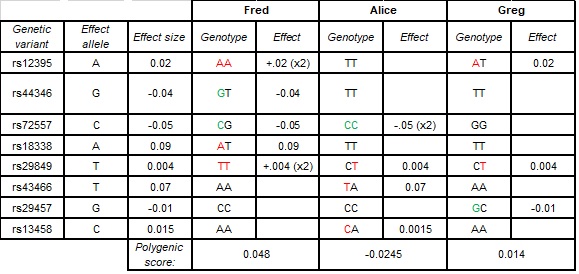 Fred Alice Greg
Genetic variant Effect allele Effect size Genotype Effect Genotype Effect Genotype Effect
rs12395 A 0.02 AA +.02 (x2) TT AT 0.02
rs44346 G -0.04 GT -0.04 TT TT
rs72557 C -0.05 CG -0.05 CC -.05 (x2) GG
rs18338 A 0.09 AT 0.09 TT TT
rs29849 T 0.004 TT +.004 (x2) CT 0.004 CT 0.004
rs43466 T 0.07 AA TA 0.07 AA
rs29457 G -0.01 CC CC GC -0.01
rs13458 C 0.015 AA CA 0.0015 AA
Polygenic score: 0.048 -0.0245 0.014